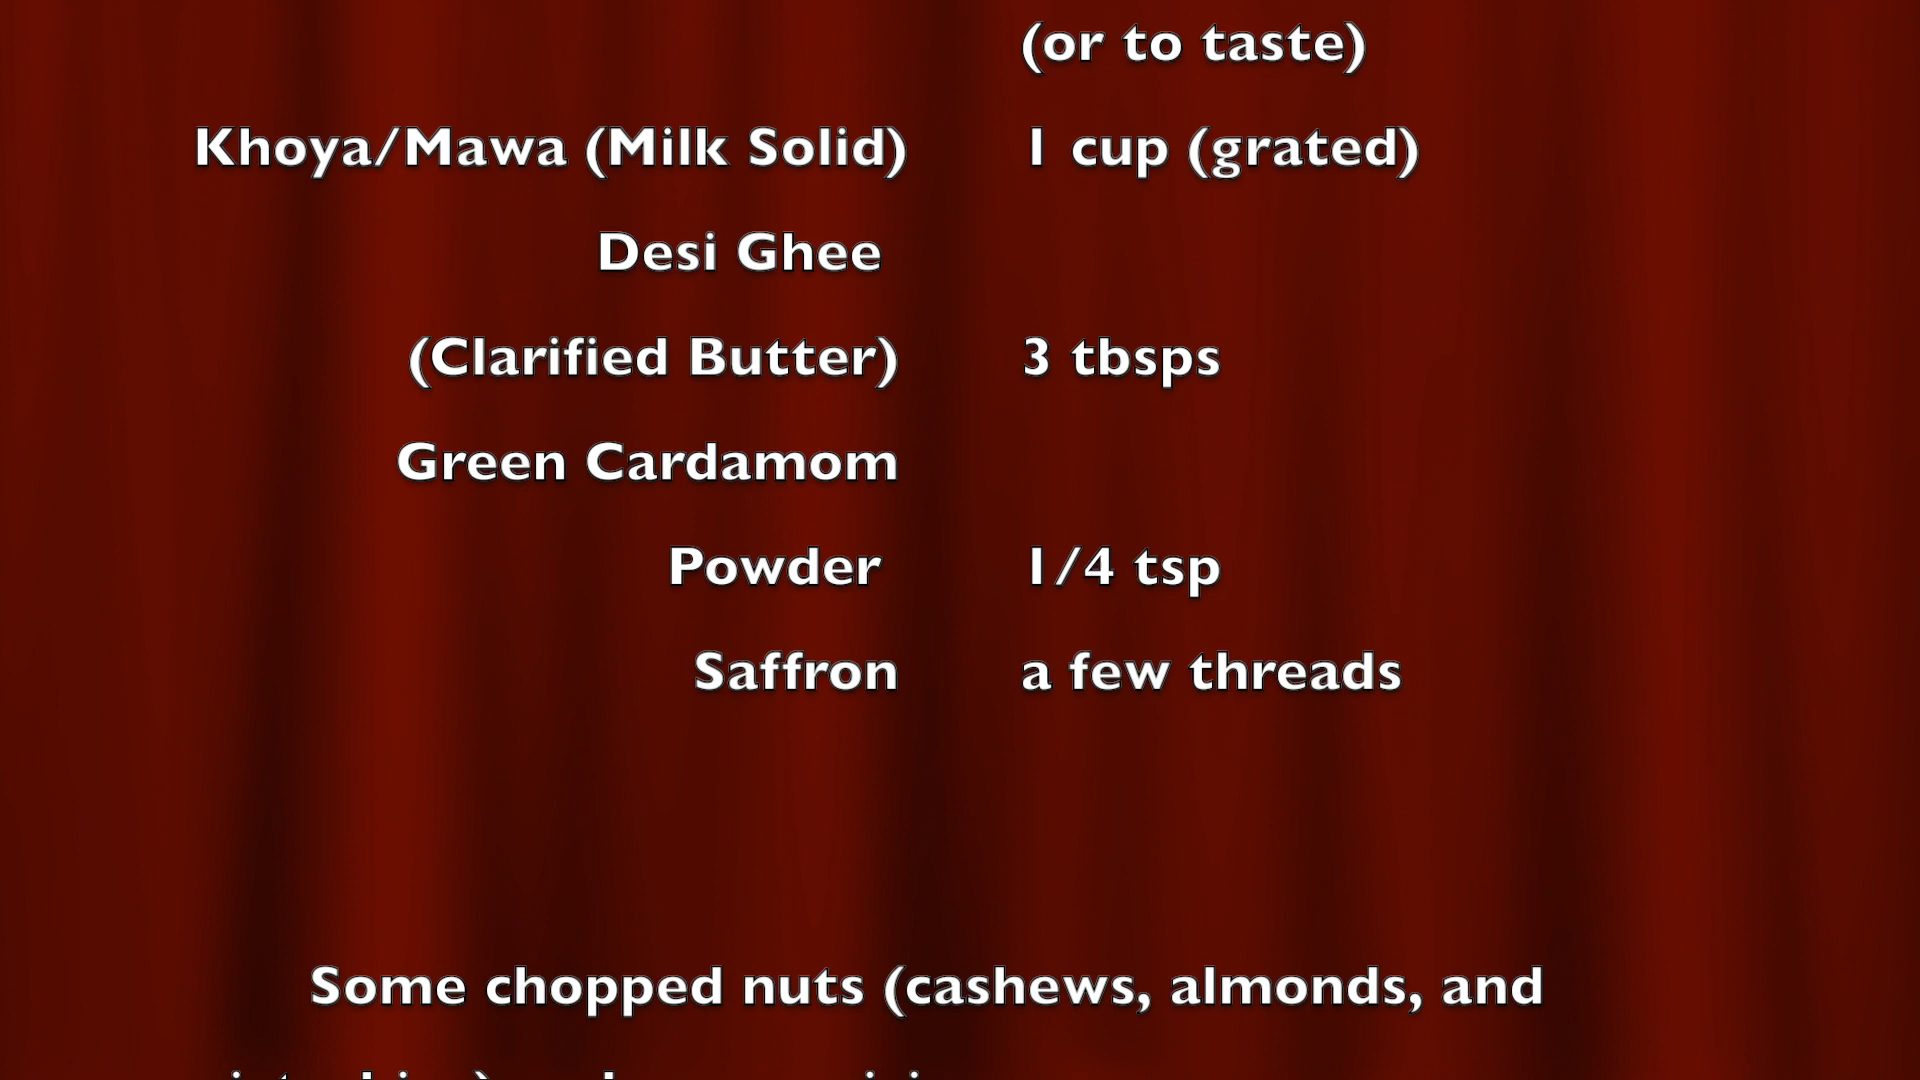 (or to taste)
Khoya/Mawa (Milk Solid) 1 cup (grated)
Desi Ghee
(Clarified Butter) 3 tbsps
Green Cardamom
Powder 1/4 tsp
Saffron a few threads
Some chopped nuts (cashews, almonds, and